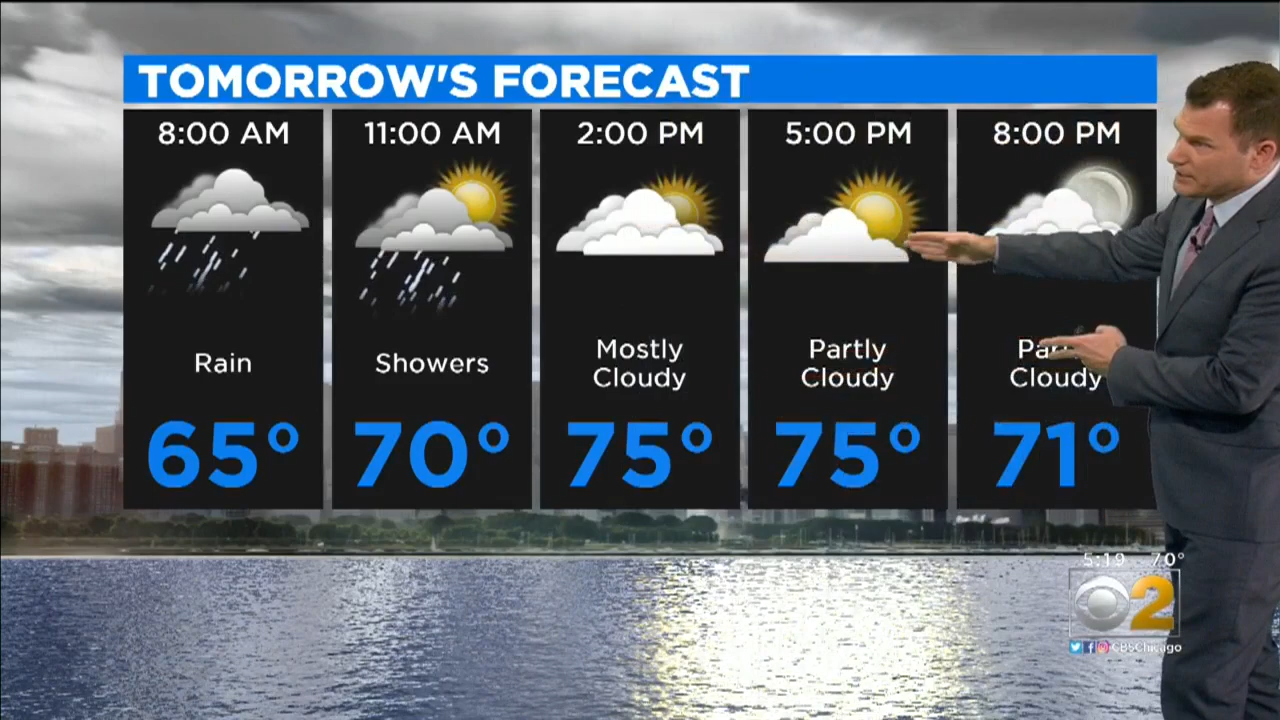 TOMORROW'S FORECAST
8:00 AM
11:00 AM
2:00 PM
5:00 PM
8:00 PM
Rain
Showers
Mostly
Cloudy
Partly
Cloudy
Cloudy
65°
70°
75°
75°
71°
5:19 70°
2
CBSChicago